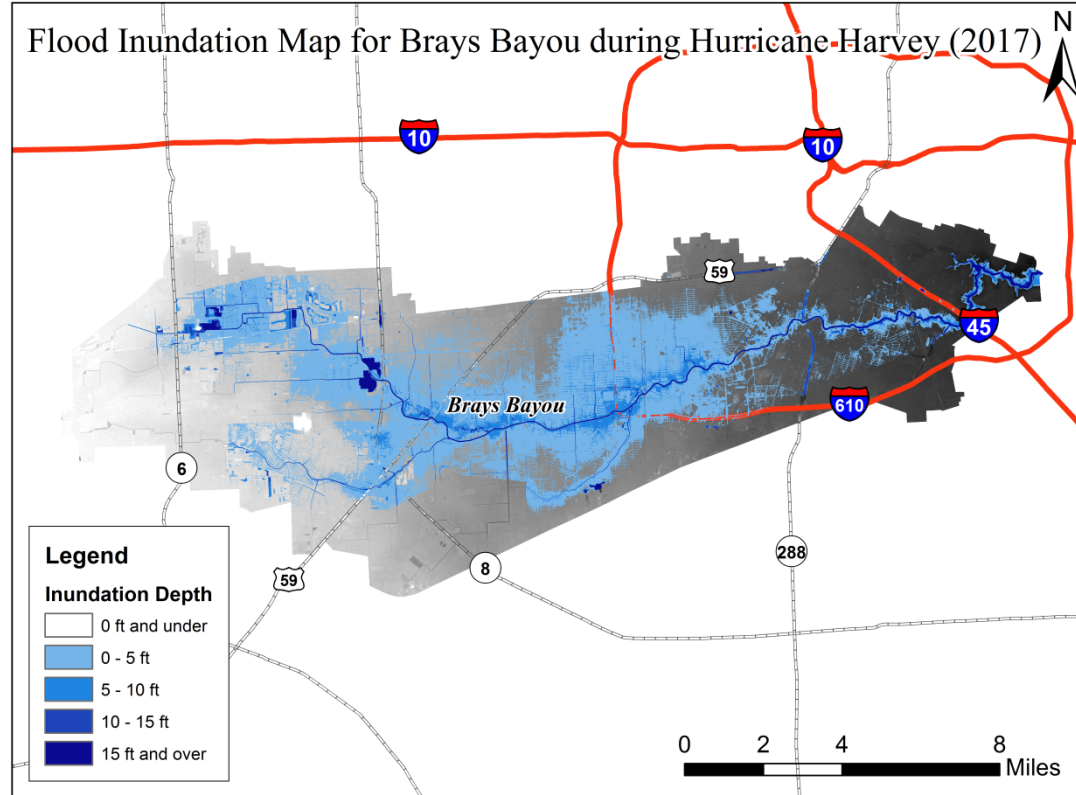 Flood Inundation Map for Brays Bayou during Hurricane Harvey (2017)
N
10
10
59
45
Brays Bayou
610
6
8
288
59
Legend
Inundation Depth
0 ft and under
0 - 5 ft
5 - 10 ft
10 - 15 ft
15 ft and over
0 2 4 8
Miles